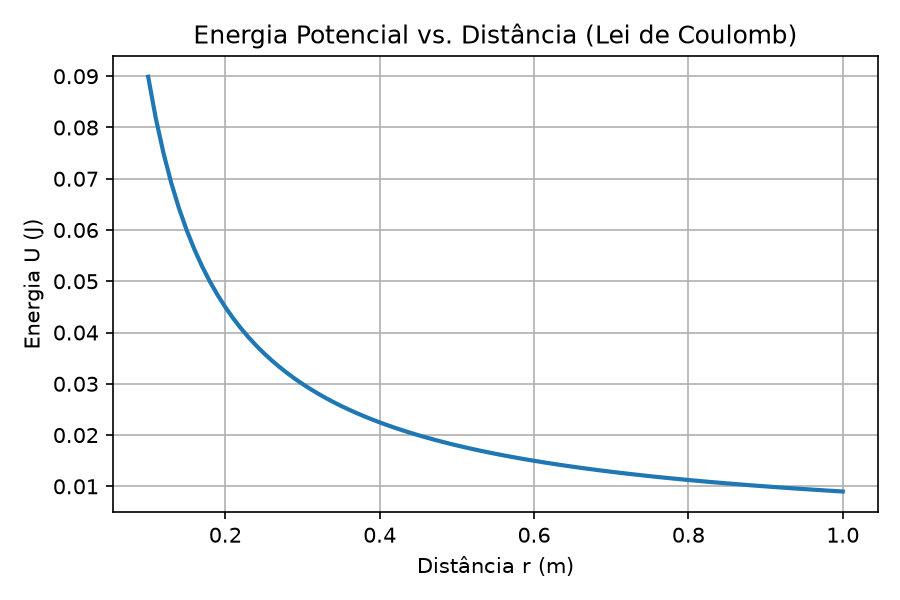 Energia Potencial vs. Distância (Lei de Coulomb)
0.09
0.08
0.07
0.06
0.05
0.04
0.03
0.02
0.01
Energia U (J)
0.2 0.4 0.6 0.8 1.0
Distância r (m)